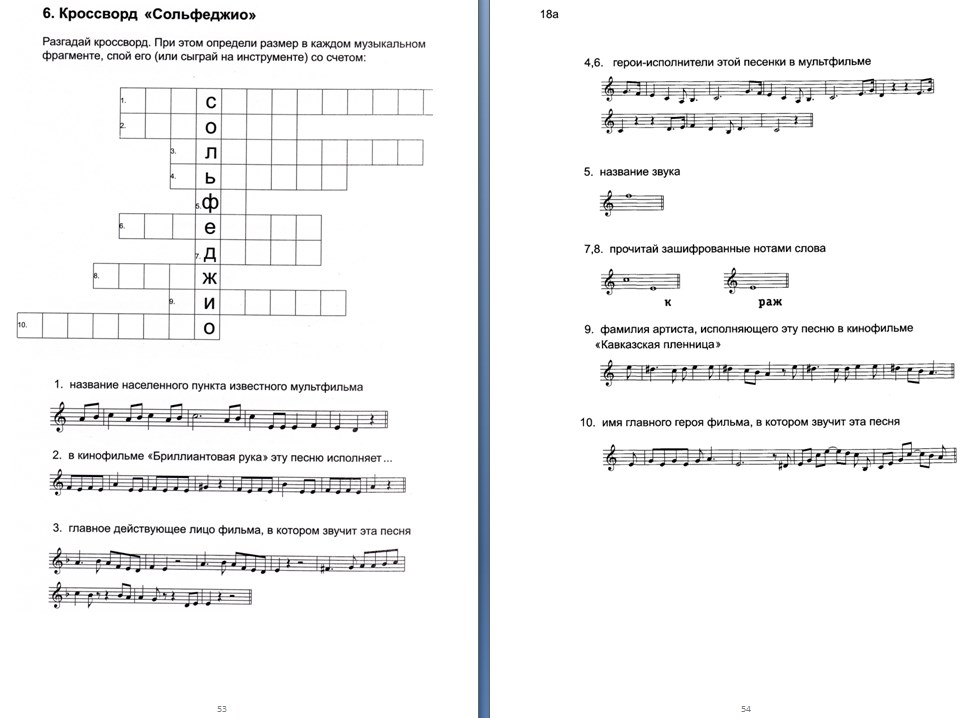 6. Кроссворд «Сольфеджио»
Разгадай кроссворд. При этом определи размер в каждом музыкальном
фрагменте, спой его (или сыграй на инструменте) со счетом:
1. с
2. о
3. л
4. ь
5. ф
6. е
7. д
8. ж
9. и
10. о
1. название населенного пункта известного мультфильма
2. в кинофильме «Бриллиантовая рука» эту песню исполняет...
3. главное действующее лицо фильма, в котором звучит эта песня
53
18а
4,6. герои-исполнители этой песенки в мультфильме
5. название звука
7,8. прочитай зашифрованные нотами слова
к раж
9. фамилия артиста, исполняющего эту песню в кинофильме
«Кавказская пленница»
10. имя главного героя фильма, в котором звучит эта песня
54